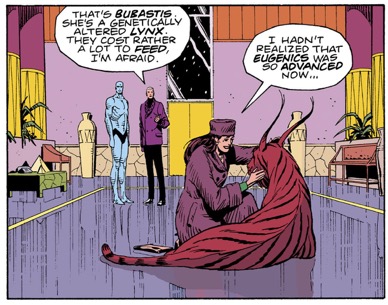 THAT'S BUBASTIS.
SHE'S A GENETICALLY
ALTERED LYNX.
THEY COST RATHER
A LOT TO FEED,
I'M AFRAID.
I HADN'T
REALIZED THAT
EUGENICS WAS
SO ADVANCED
NOW...